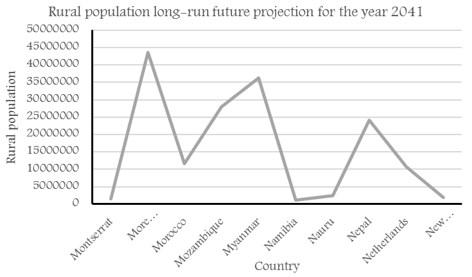 Rural population long-run future projection for the year 2041
Rural population
50000000
45000000
40000000
35000000
30000000
25000000
20000000
15000000
10000000
5000000
0
Montserrat
More...
Morocco
Mozambique
Myanmar
Namibia
Nauru
Nepal
Netherlands
New...
Country